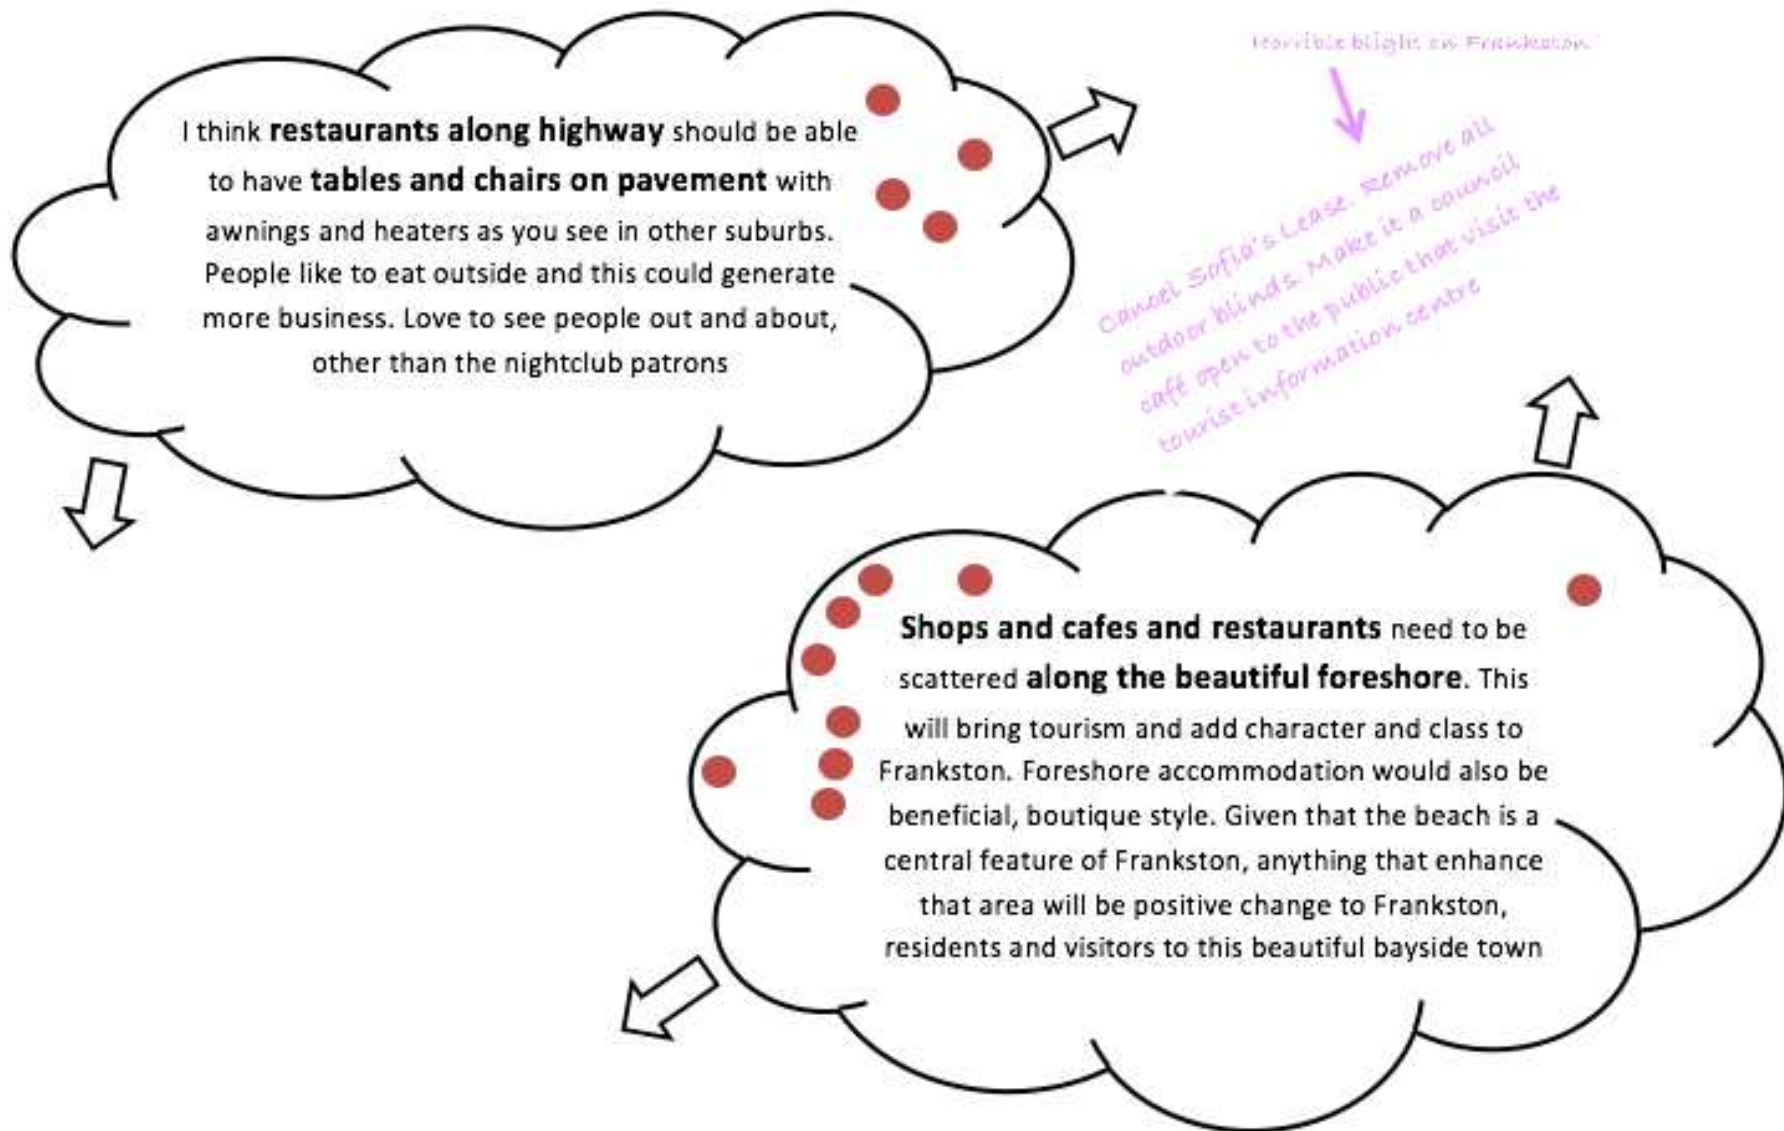 I think restaurants along highway should be able
to have tables and chairs on pavement with
awnings and heaters as you see in other suburbs.
People like to eat outside and this could generate
more business. Love to see people out and about,
other than the nightclub patrons
Horrible blight on Frankston
Cancel Sofia's Lease. Remove all
outdoor blinds. Make it a council
café open to the public that visit the
tourist information centre
Shops and cafes and restaurants need to be
scattered along the beautiful foreshore. This
will bring tourism and add character and class to
Frankston. Foreshore accommodation would also be
beneficial, boutique style. Given that the beach is a
central feature of Frankston, anything that enhance
that area will be positive change to Frankston,
residents and visitors to this beautiful bayside town